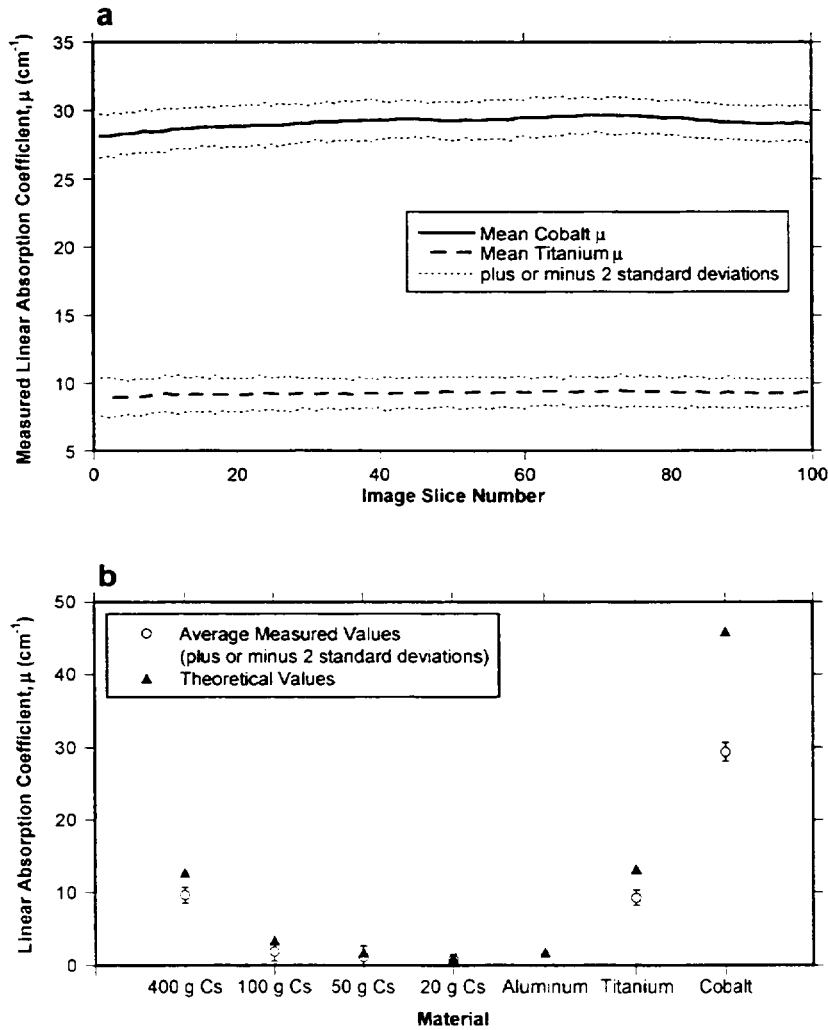 a
35
30
25
20
15
10
5
Measured Linear Absorption Coefficient, μ (cm⁻¹)
Mean Cobalt μ
Mean Titanium μ
plus or minus 2 standard deviations
0 20 40 60 80 100
Image Slice Number
b
50
40
30
20
10
0
Linear Absorption Coefficient, μ (cm⁻¹)
Average Measured Values
(plus or minus 2 standard deviations)
Theoretical Values
400 g Cs 100 g Cs 50 g Cs 20 g Cs Aluminum Titanium Cobalt
Material